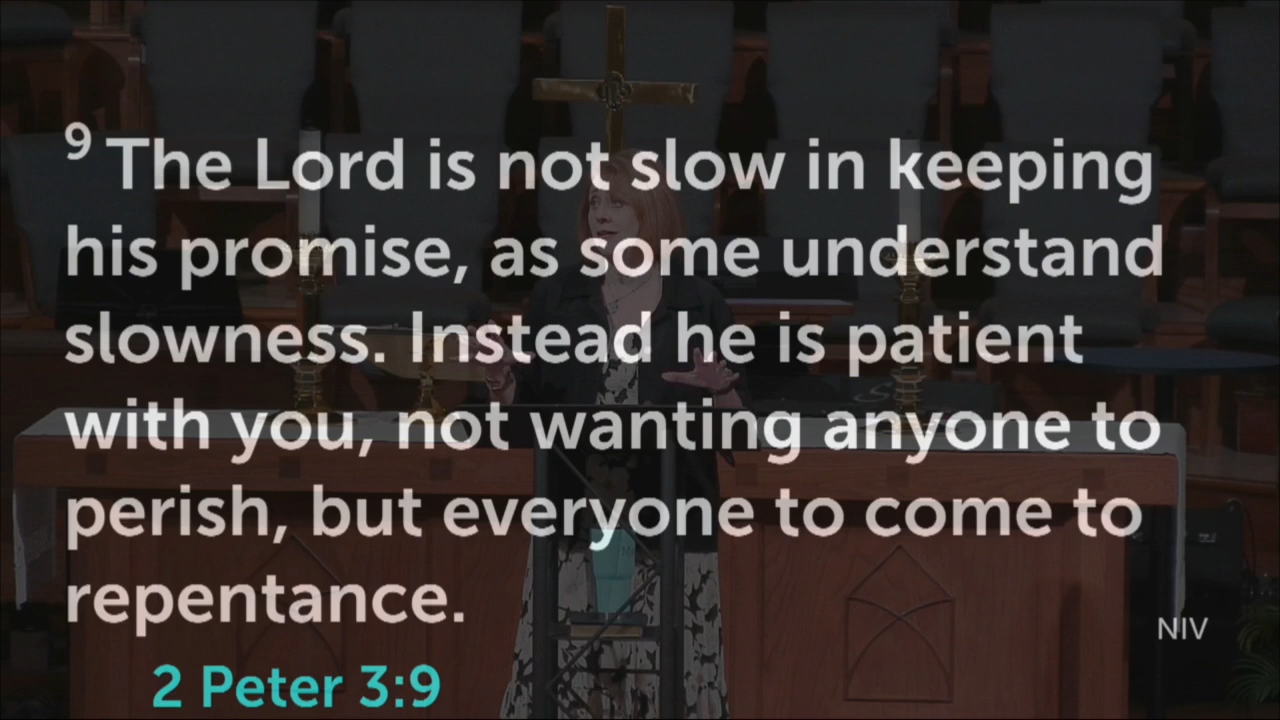 9 The Lord is not slow in keeping
his promise, as some understand
slowness. Instead he is patient
with you, not wanting anyone to
perish, but everyone to come to
repentance.
NIV
2 Peter 3:9